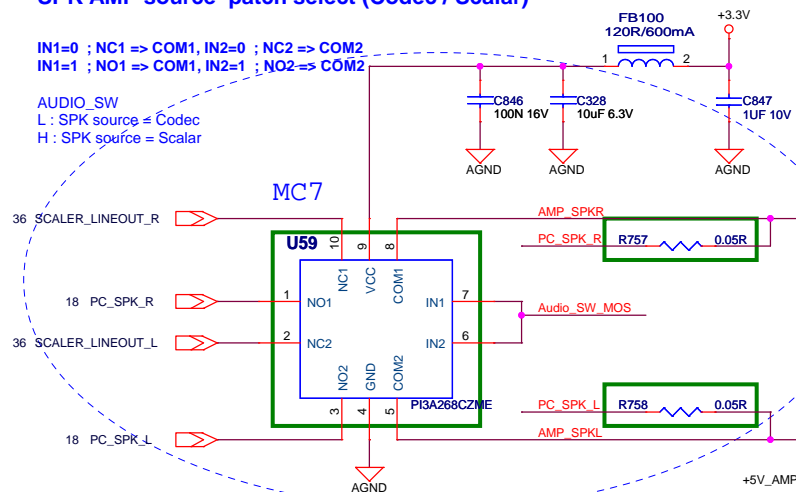 SPK AMP source patch select (Codec / Scalar)
IN1=0 ; NC1 => COM1, IN2=0 ; NC2 => COM2
IN1=1 ; NO1 => COM1, IN2=1 ; NO2 => COM2
AUDIO_SW
L : SPK source = Codec
H : SPK source = Scalar
FB100
120R/600mA
+3.3V
1
2
C846
100N 16V
C328
10uF 6.3V
C847
1UF 10V
AGND
AGND
AGND
MC7
36 SCALER_LINEOUT_R
18 PC_SPK_R
36 SCALER_LINEOUT_L
18 PC_SPK_L
U59
10
9
8
NC1
VCC
COM1
1
NO1
IN1
7
2
NC2
IN2
6
NO2
GND
COM2
3
4
5
PI3A268CZME
AGND
AMP_SPKR
PC_SPK_R
R757
0.05R
Audio_SW_MOS
PC_SPK_L
R758
0.05R
AMP_SPKL
+5V_AMP